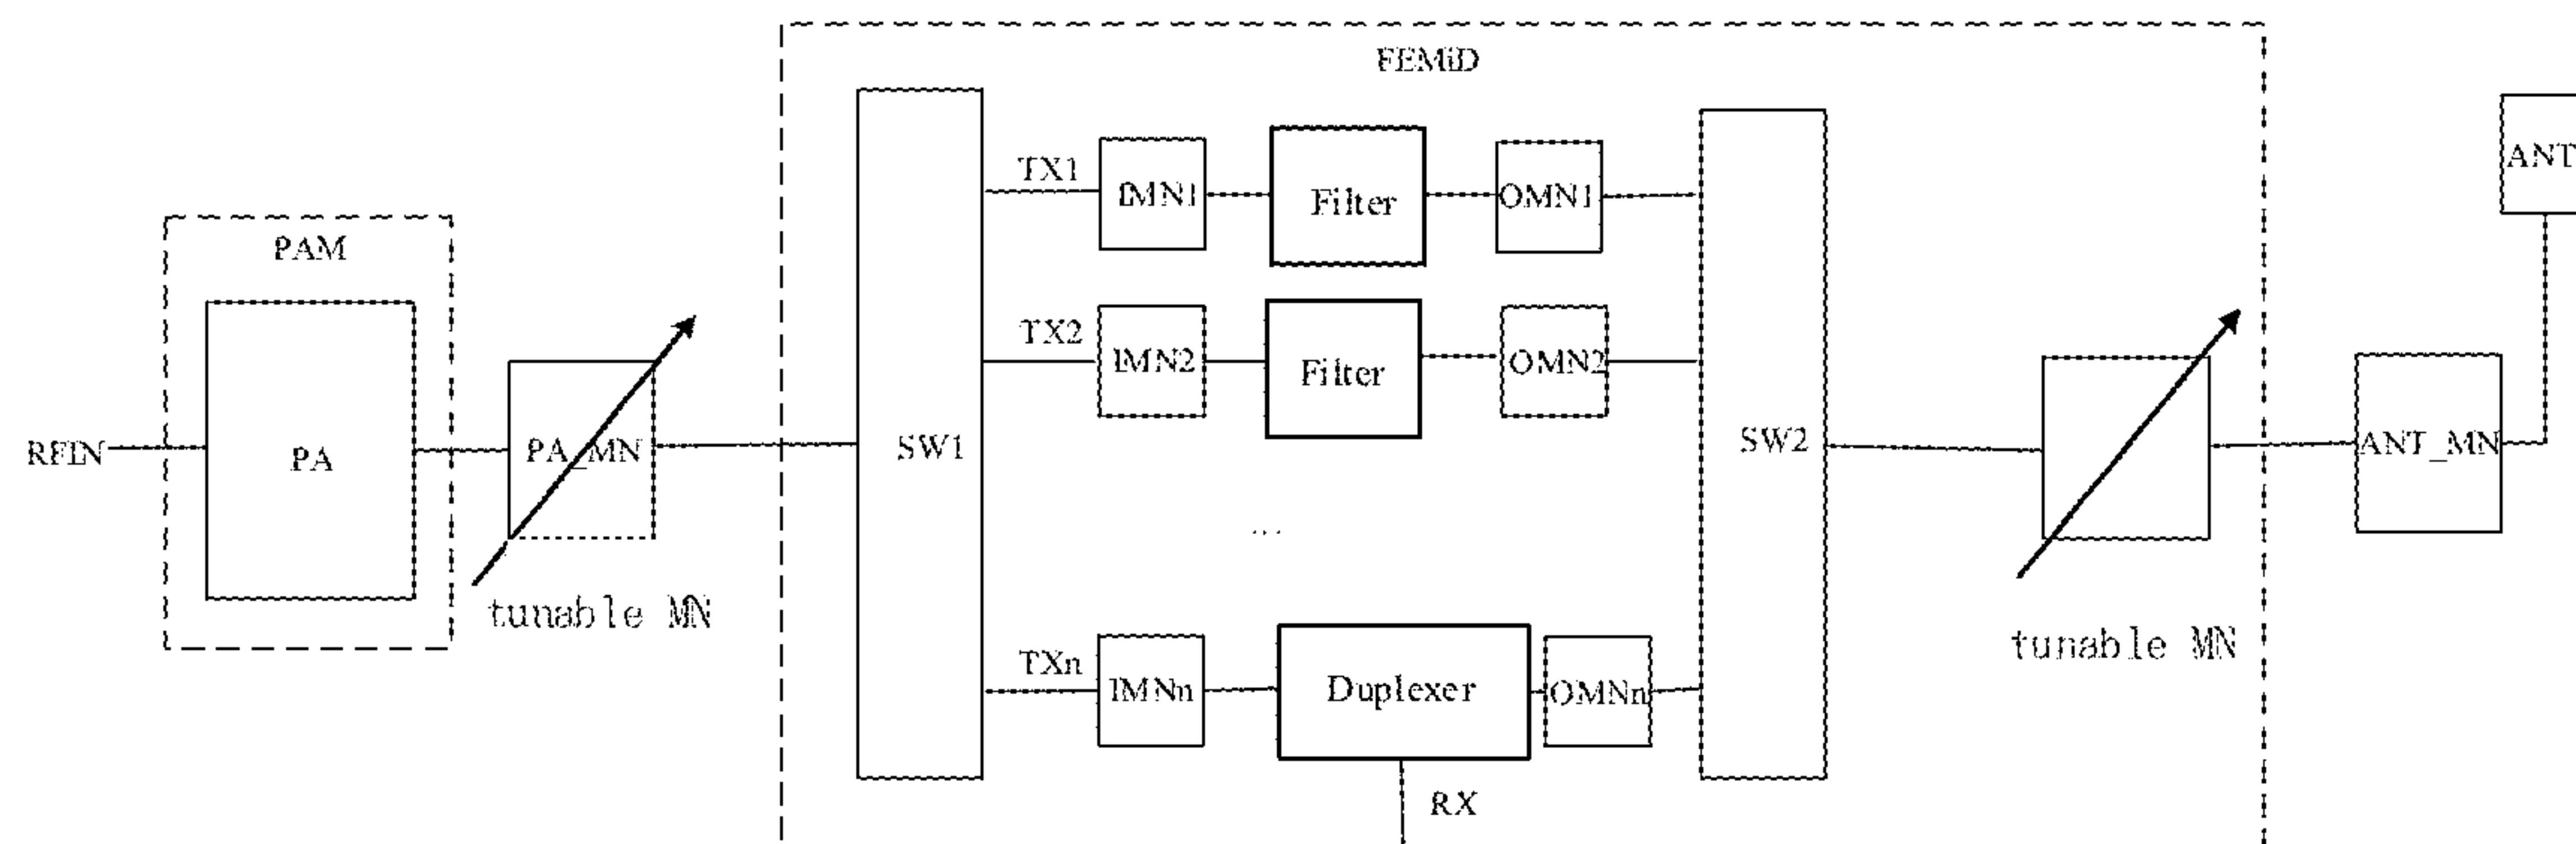 FEMiD
ANT
TX1
IMN1
Filter
OMN1
PAM
TX2
IMN2
Filter
OMN2
RFIN
PA
PA_MN
SW1
SW2
ANT_MN
...
tunable MN
tunable MN
TXn
IMNn
Duplexer
OMNn
RX